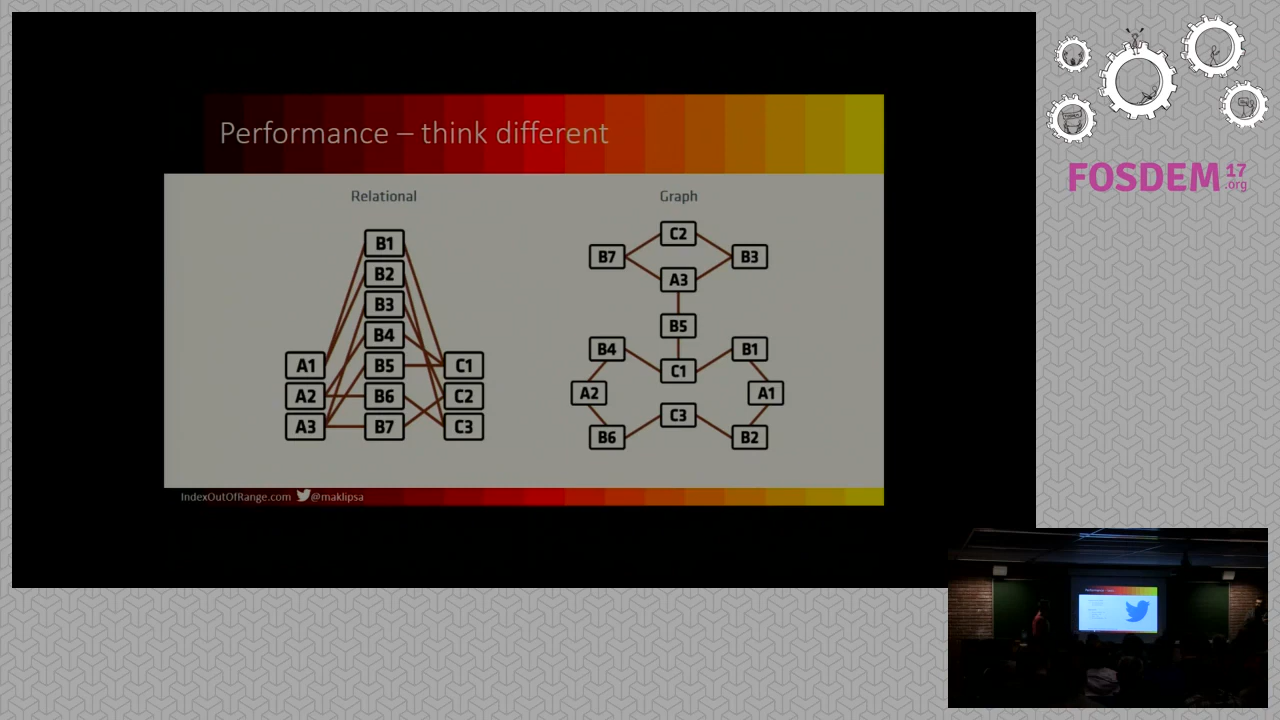 Performance – think different
Relational
Graph
B1
B2
B3
B4
A1 B5 C1
A2 B6 C2
A3 B7 C3
C2
B7 B3
A3
B5
B4 B1
C1
A2 A1
C3
B6 B2
IndexOutOfRange.com @maklipsa
FOSDEM 17
.org